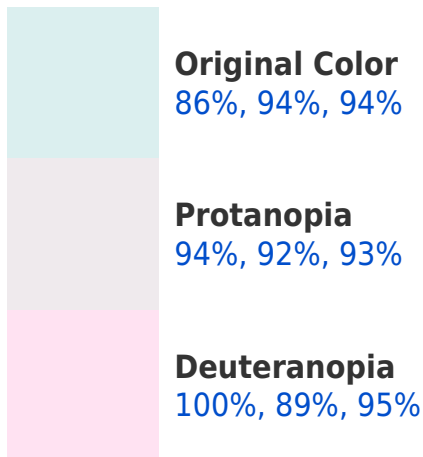 Original Color
86%, 94%, 94%
Protanopia
94%, 92%, 93%
Deuteranopia
100%, 89%, 95%